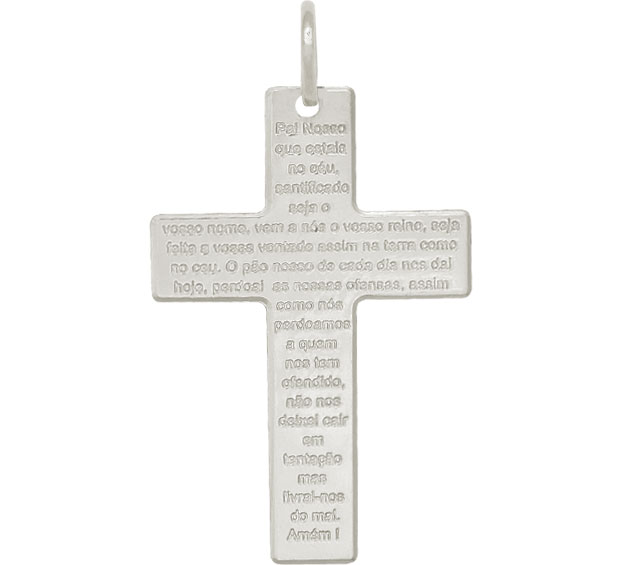 Pai Nosso
que estais
no céu,
santificado
seja o
vosso nome, vem a nós o vosso reino, seja
feita a vossa vontade assim na terra como
no ceu. O pão nosso de cada dia nos dai
hoje, perdoai as nossas ofensas, assim
como nós
perdoamos
a quem
nos tem
ofendido,
não nos
deixei cair
em
tentação
mas
livrai-nos
do mal.
Amém !